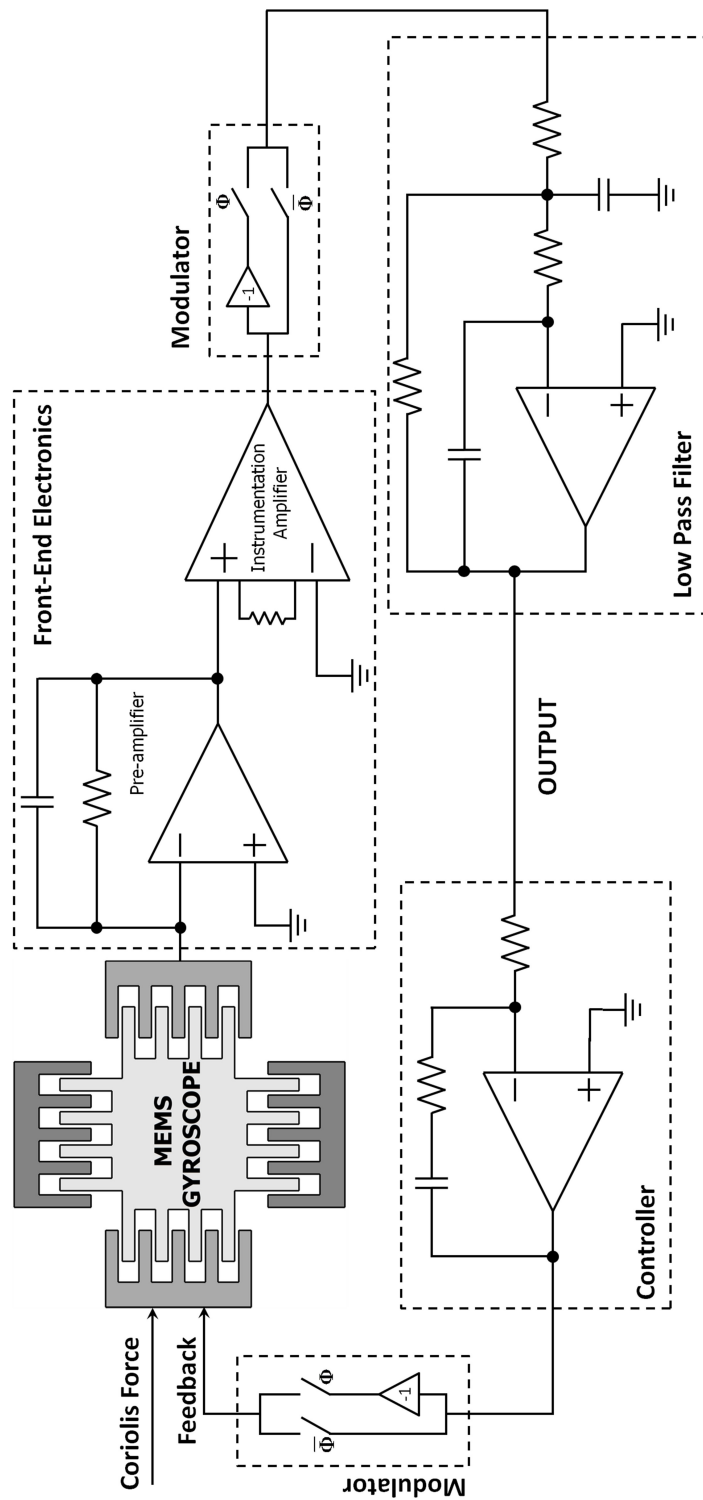 Front-End Electronics
Pre-amplifier
−
+
+
−
Instrumentation
Amplifier
Modulator
-1
Φ
Φ̅
MEMS
GYROSCOPE
Coriolis Force
Feedback
Modulator
Φ̅
Φ
-1
Controller
−
+
OUTPUT
Low Pass Filter
−
+